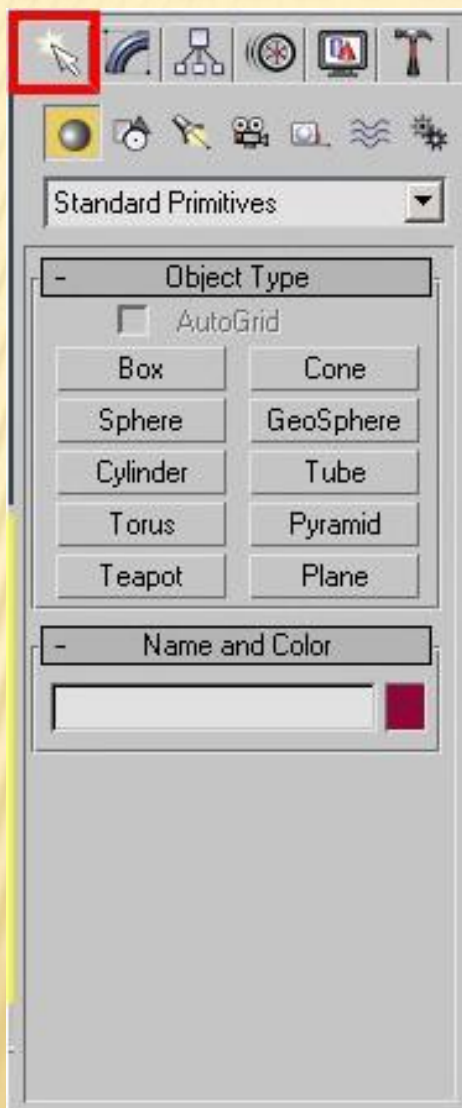 Standard Primitives
- Object Type
AutoGrid
Box Cone
Sphere GeoSphere
Cylinder Tube
Torus Pyramid
Teapot Plane
- Name and Color